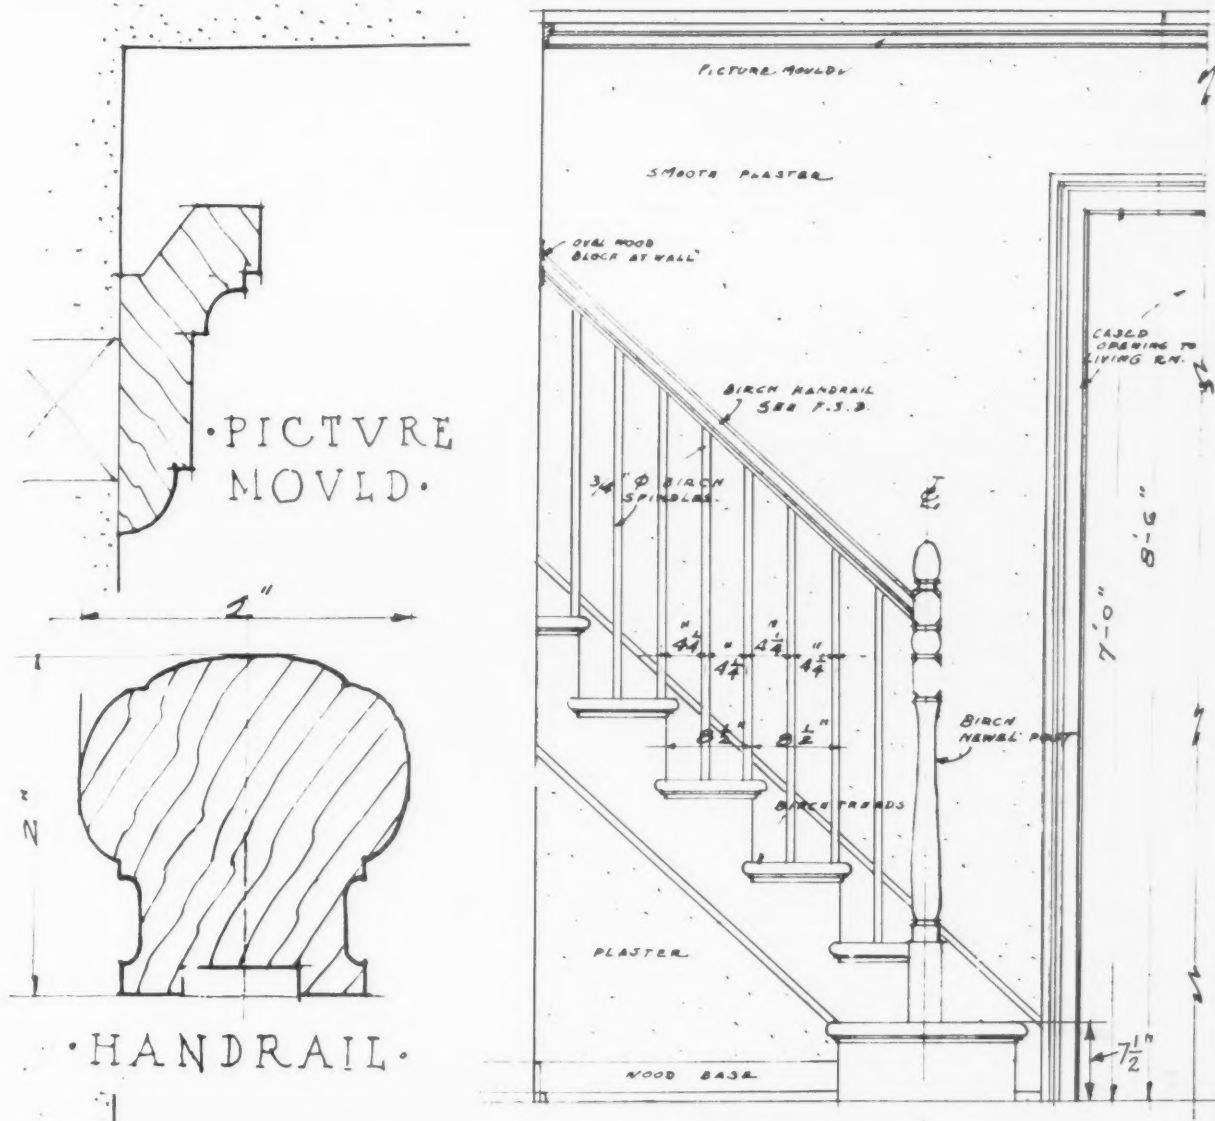 ·PICTVRE
MOVLD·
2"
2"
·HANDRAIL·
PICTURE MOULD
SMOOTH PLASTER
OVAL WOOD
BLOCK AT WALL
CASED
OPENING TO
LIVING RM.
BIRCH HANDRAIL
SEE F.S.D.
3/4" Φ BIRCH
SPINDLES.
4 1/4"
4 1/4"
4 1/4"
4 1/4"
8 1/2"
8 1/2"
8'-6"
7'-0"
BIRCH
NEWEL POST
BIRCH TREADS
PLASTER
WOOD BASE
7 1/2"